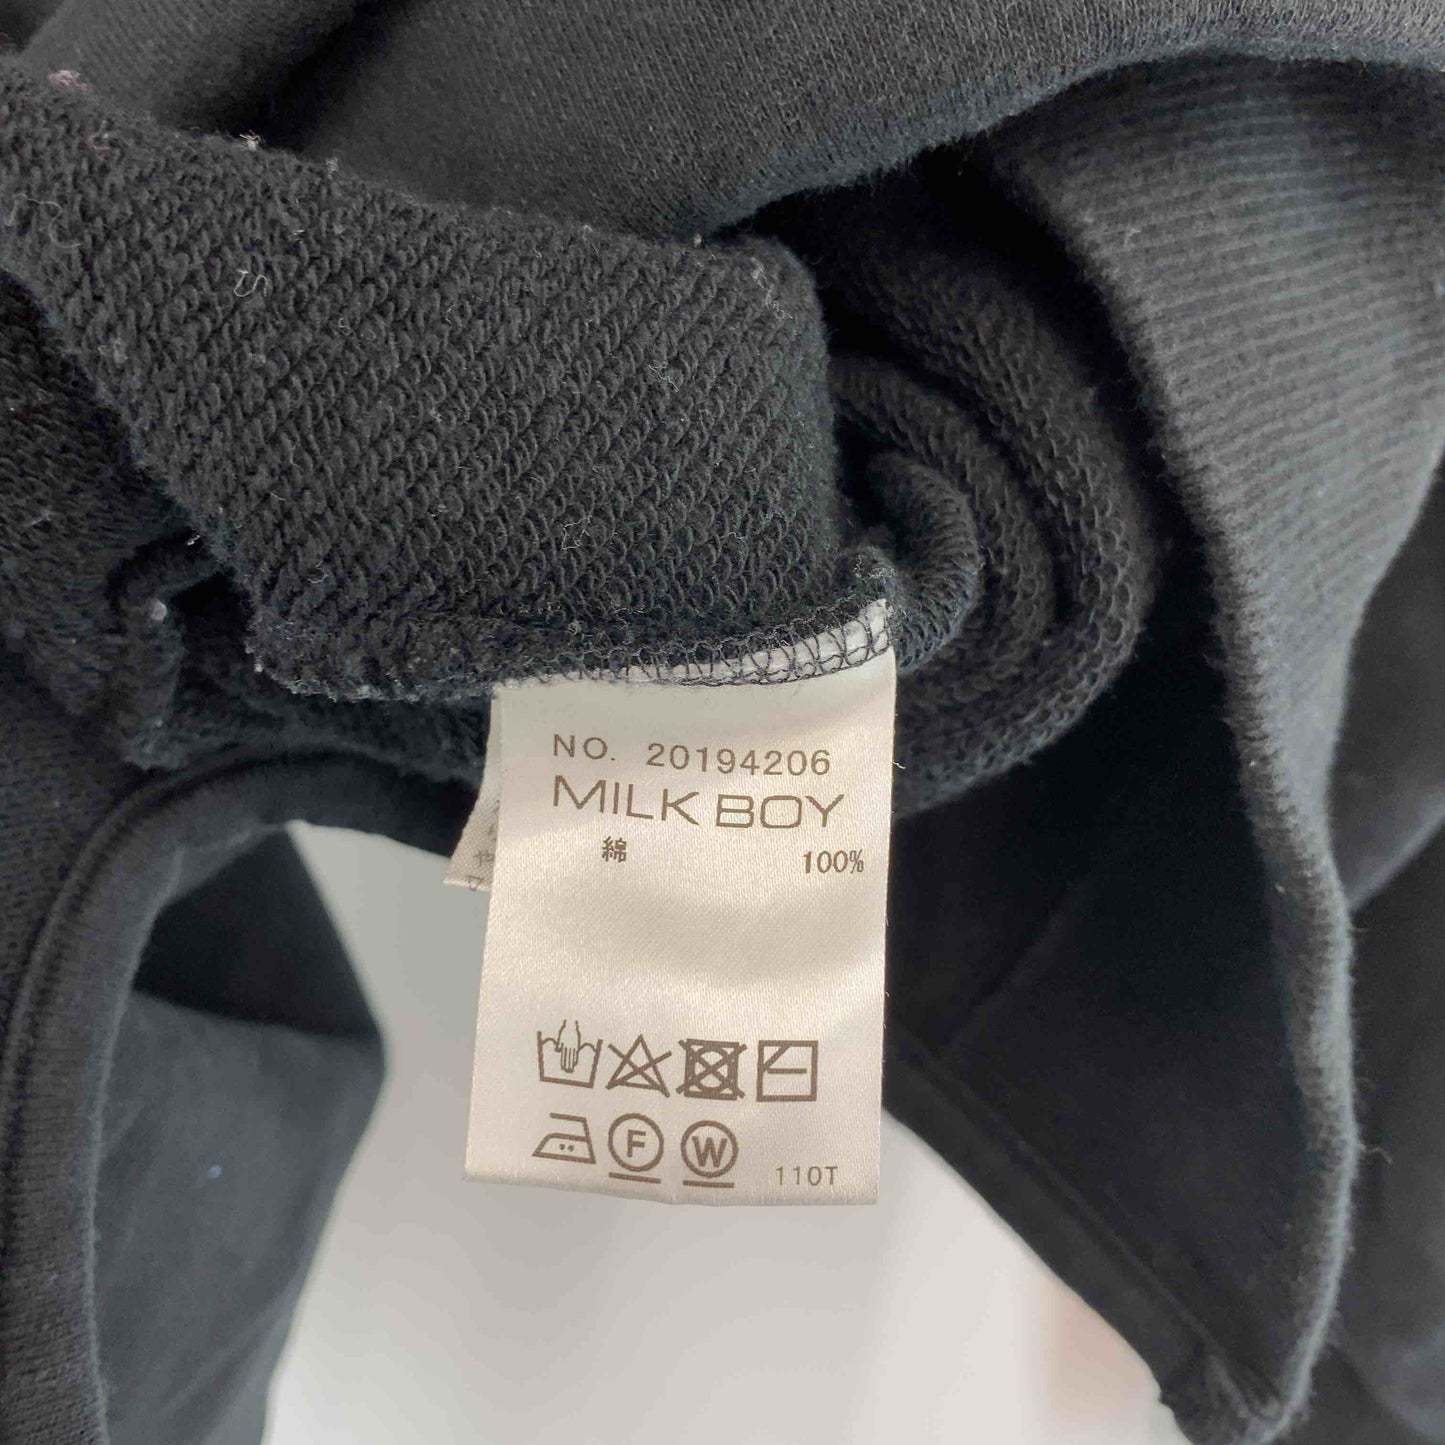 NO. 20194206
MILK BOY
綿 100%
F W
110T